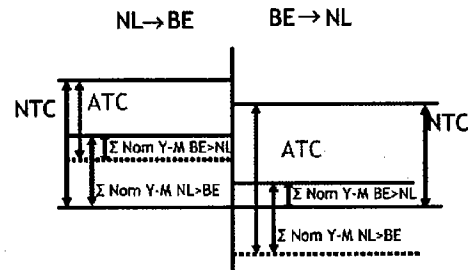 NL→BE BE→NL
NTC ATC NTC
Σ Nom Y-M BE>NL ATC
Σ Nom Y-M NL>BE Σ Nom Y-M BE>NL
Σ Nom Y-M NL>BE